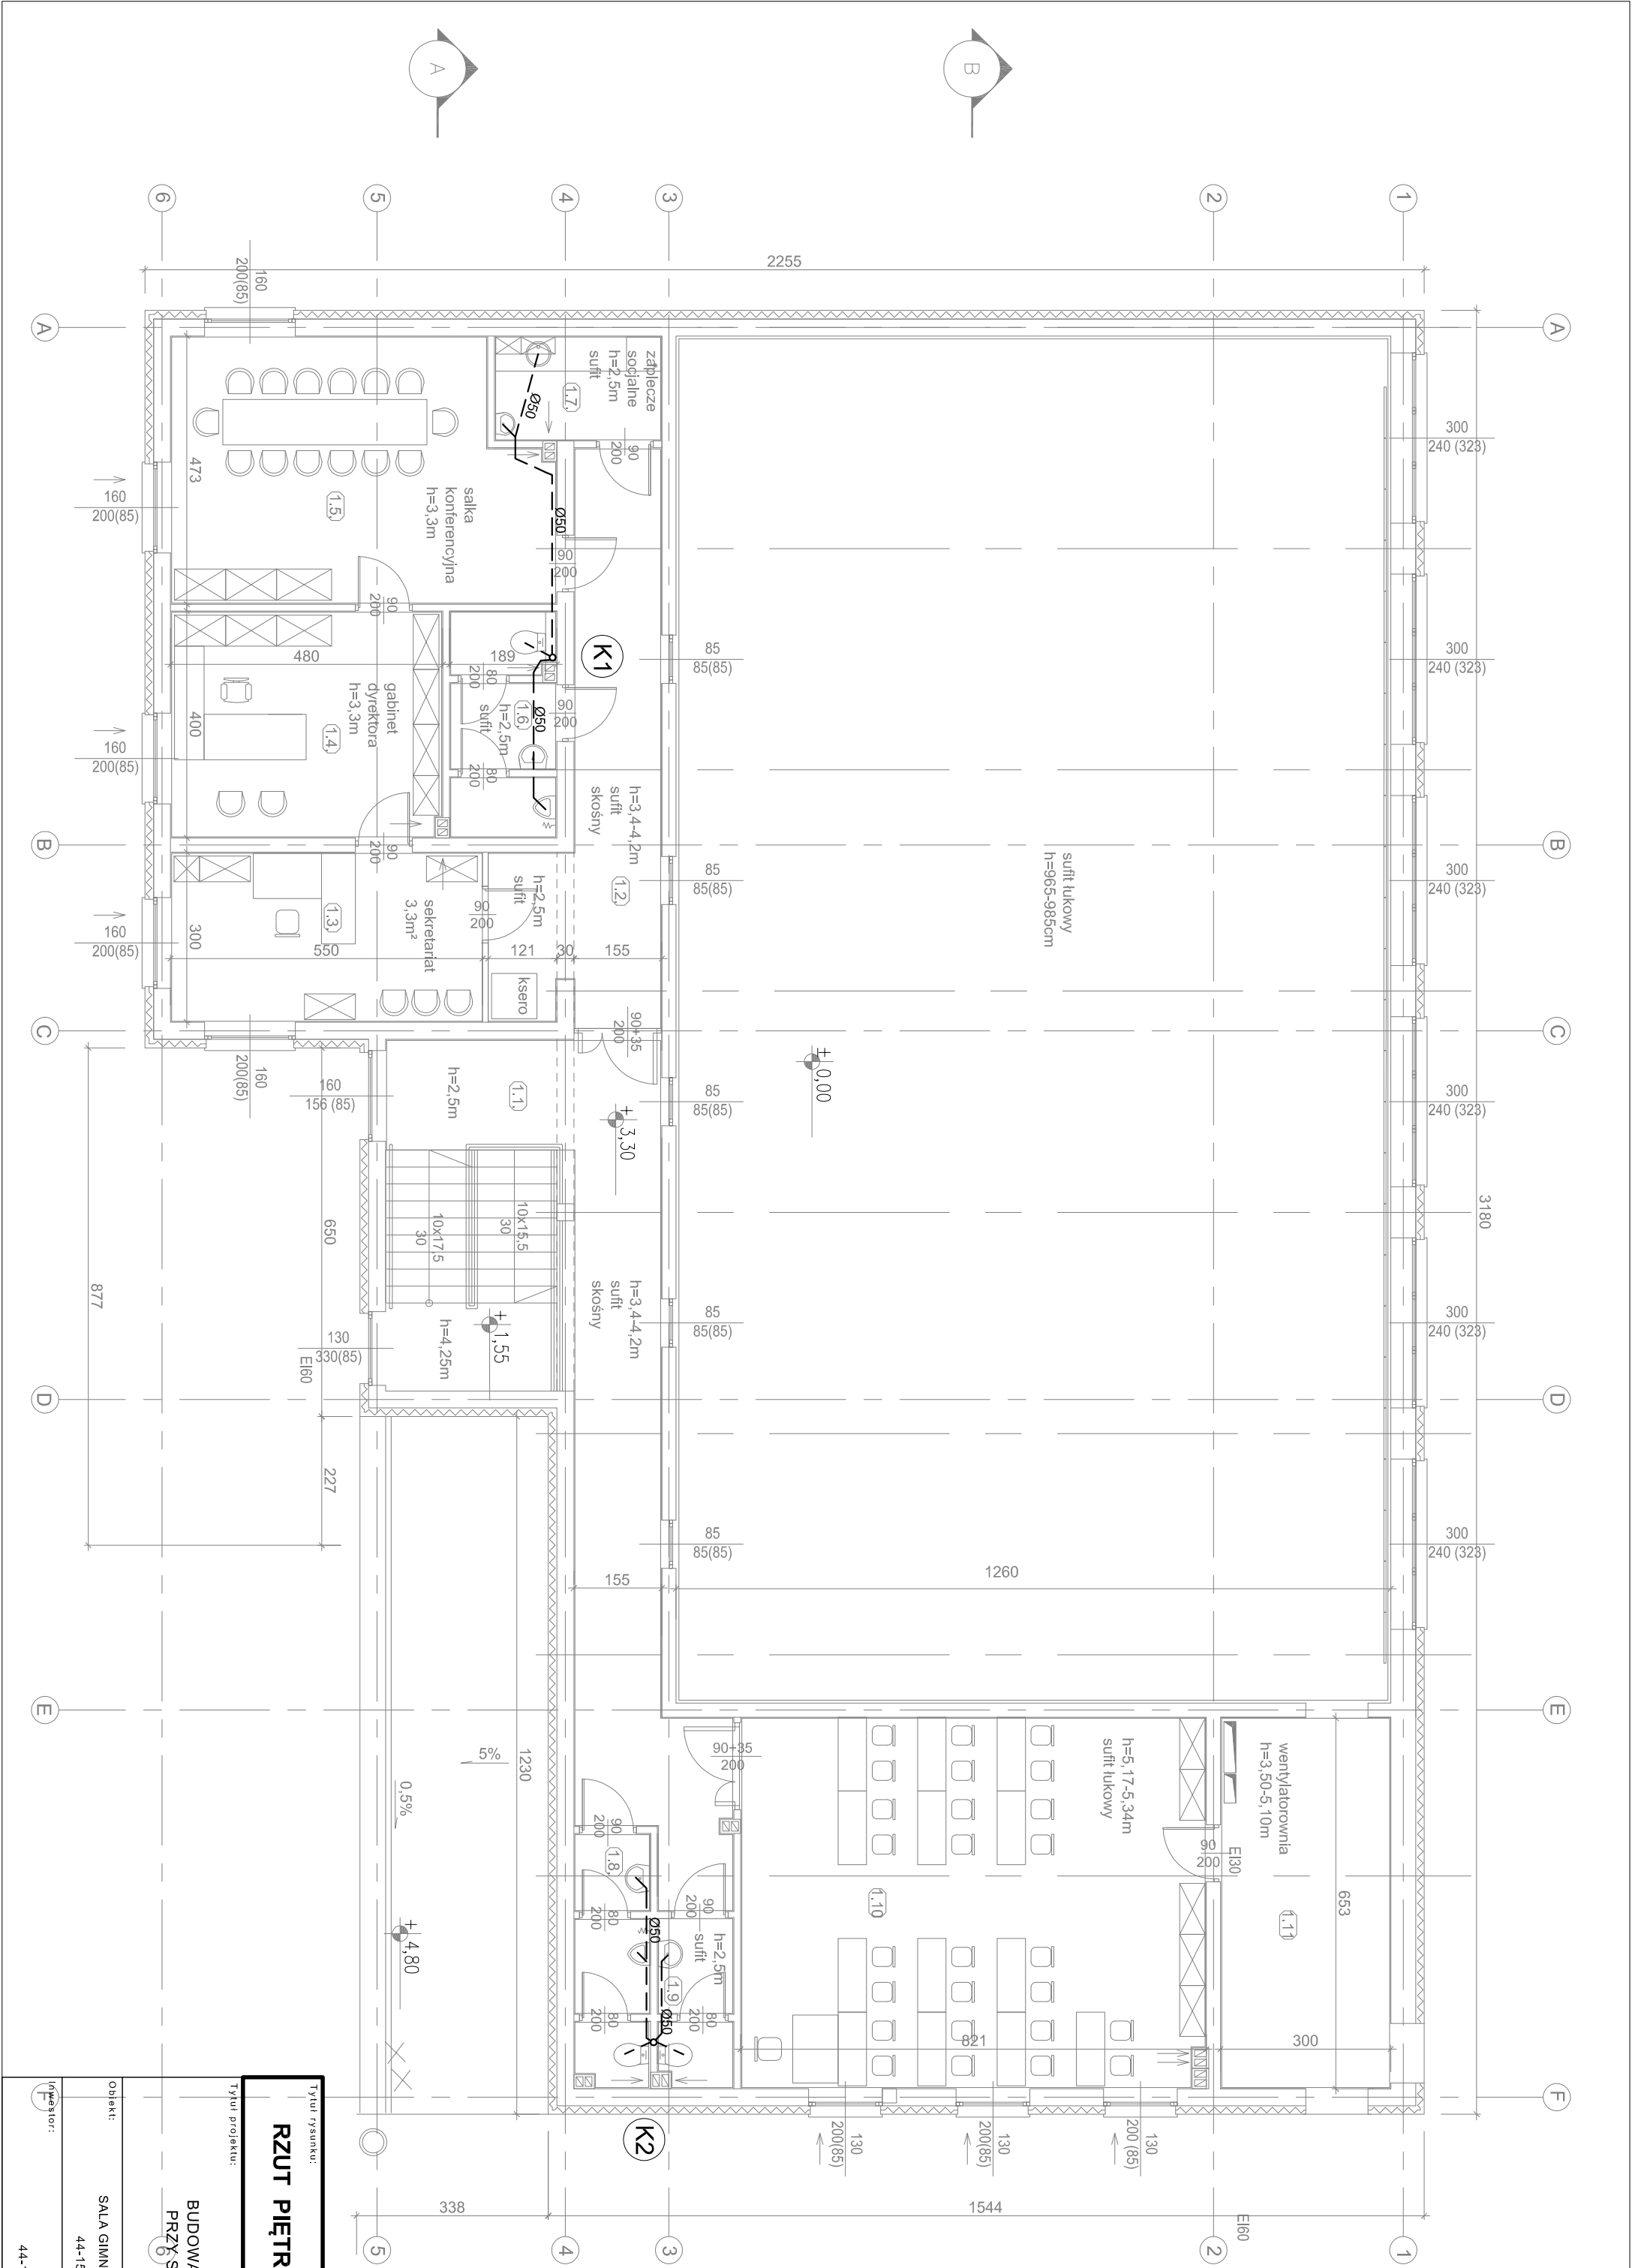 A
B
6
5
4
3
2
1
2255
160
200(85)
A
A
zaplecze
socjalne
h=2,5m
sufit
1.7,
Ø50
90
200
300
240 (323)
473
salka
konferencyjna
h=3,3m
1.5,
160
200(85)
Ø50
90
200
90
200
K1
85
85(85)
300
240 (323)
480
189
80
200
gabinet
dyrektora
h=3,3m
1.4,
400
160
200(85)
1.6,
h=2,5m
sufit
Ø50
90
200
80
200
h=3,4-4,2m
sufit
skośny
B
B
90
200
1.2,
85
85(85)
sufit łukowy
h=965-985cm
300
240 (323)
h=2,5m
sufit
90
200
1.3,
sekretariat
3,3m²
300
160
200(85)
550
121
30
155
ksero
C
C
90+35
200
± 0,00
160
200(85)
160
156 (85)
h=2,5m
1.1,
+ 3,30
85
85(85)
300
240 (323)
3180
650
877
10x15,5
30
10x17,5
30
h=3,4-4,2m
sufit
skośny
85
85(85)
300
240 (323)
+ 1,55
h=4,25m
130
330(85)
EI60
D
D
227
85
85(85)
300
240 (323)
155
1260
E
E
5%
1230
0,5%
90+35
200
h=5,17-5,34m
sufit łukowy
wentylatorownia
h=3,50-5,10m
90
200
1.8,
90
200
EI30
90
200
1.10
1.11
653
80
200
Ø50
h=2,5m
sufit
+ 4,80
1.9
Ø50
80
200
80
200
821
300
F
F
K2
130
200(85)
130
200(85)
130
200 (85)
338
1544
EI60
6
5
4
3
2
1
Tytuł rysunku:
RZUT PIĘTR
Tytuł projektu:
BUDOWA
PRZY S
Obiekt:
SALA GIMN
44-15
Inwestor:
44-